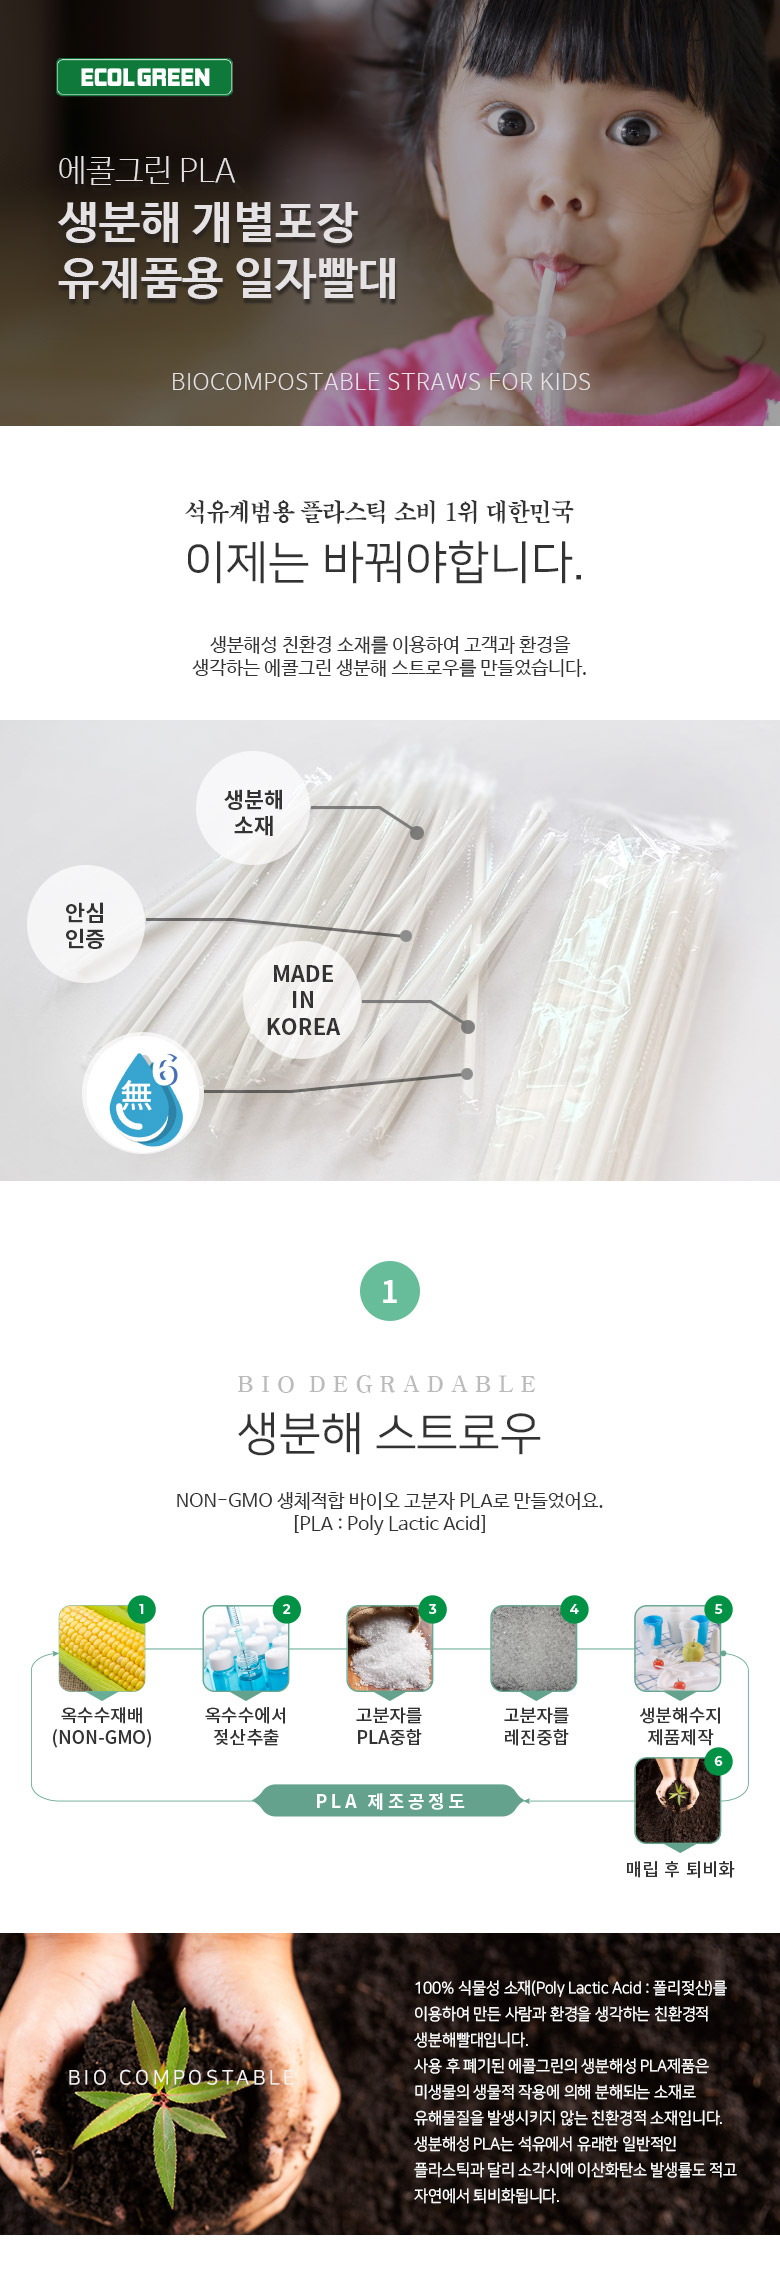 ECOLGREEN
에콜그린 PLA
생분해 개별포장
유제품용 일자빨대
BIOCOMPOSTABLE STRAWS FOR KIDS
석유계범용 플라스틱 소비 1위 대한민국
이제는 바꿔야합니다.
생분해성 친환경 소재를 이용하여 고객과 환경을
생각하는 에콜그린 생분해 스트로우를 만들었습니다.
생분해
소재
안심
인증
MADE
IN
KOREA
無 6
1
BIO DEGRADABLE
생분해 스트로우
NON-GMO 생체적합 바이오 고분자 PLA로 만들었어요.
[PLA : Poly Lactic Acid]
1
옥수수재배
(NON-GMO)
2
옥수수에서
젖산추출
3
고분자를
PLA중합
4
고분자를
레진중합
5
생분해수지
제품제작
6
매립 후 퇴비화
PLA 제조공정도
BIO COMPOSTABLE
100% 식물성 소재(Poly Lactic Acid : 폴리젖산)를
이용하여 만든 사람과 환경을 생각하는 친환경적
생분해빨대입니다.
사용 후 폐기된 에콜그린의 생분해성 PLA제품은
미생물의 생물적 작용에 의해 분해되는 소재로
유해물질을 발생시키지 않는 친환경적 소재입니다.
생분해성 PLA는 석유에서 유래한 일반적인
플라스틱과 달리 소각시에 이산화탄소 발생률도 적고
자연에서 퇴비화됩니다.